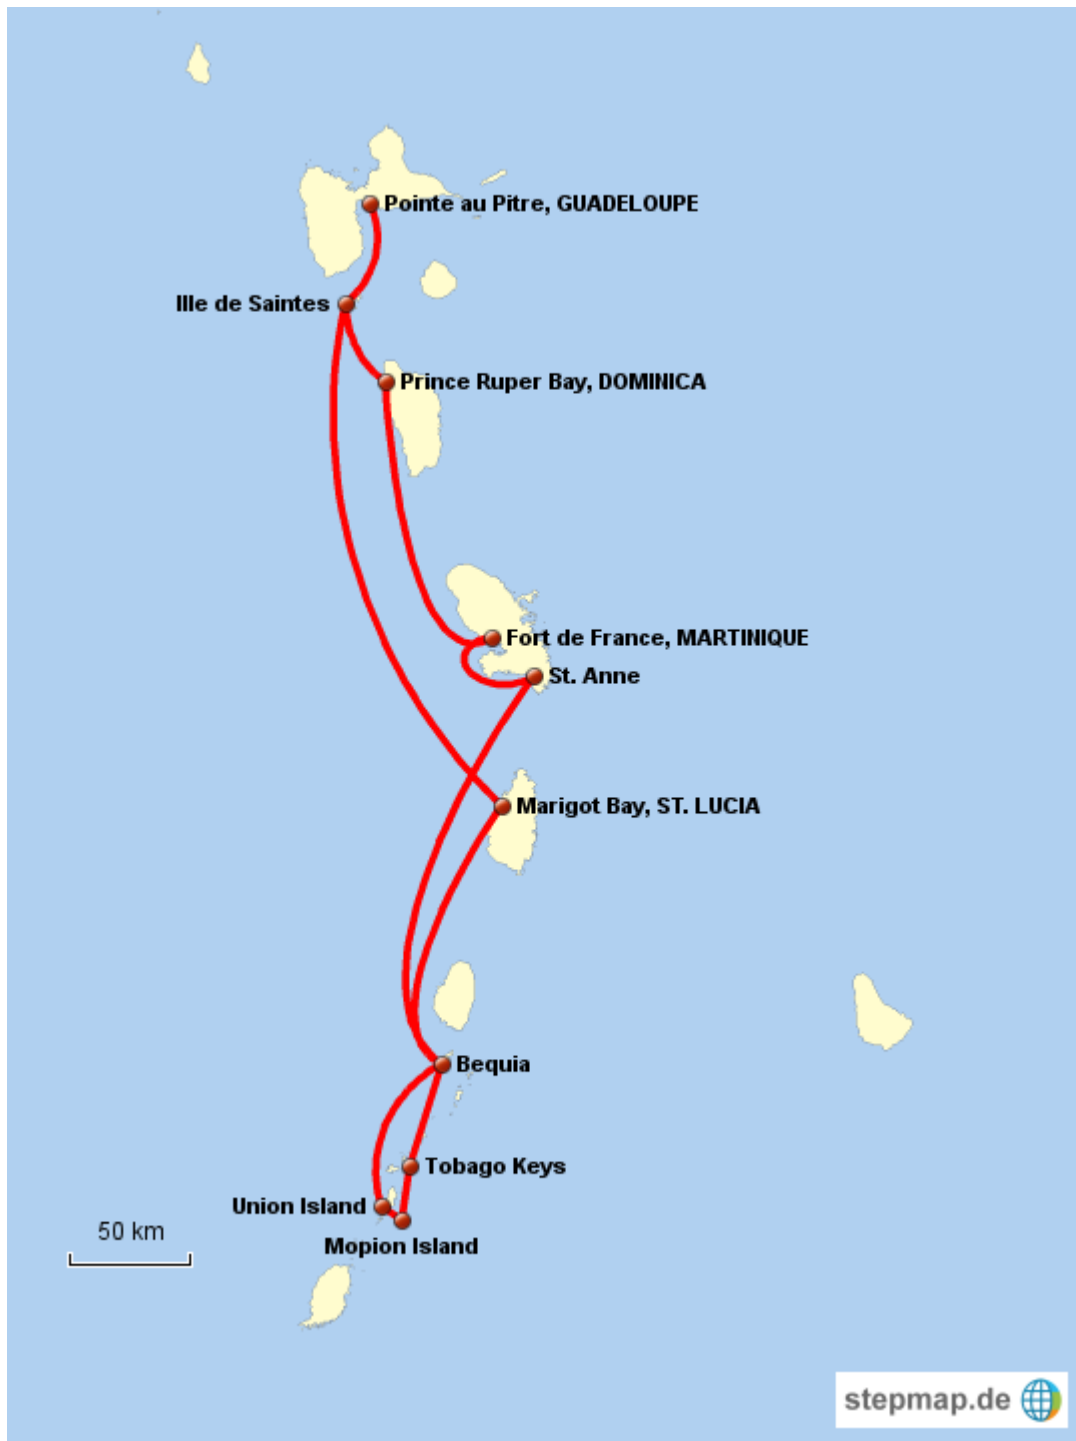 Pointe au Pitre, GUADELOUPE
Ille de Saintes
Prince Ruper Bay, DOMINICA
Fort de France, MARTINIQUE
St. Anne
Marigot Bay, ST. LUCIA
Bequia
Tobago Keys
Union Island
50 km
Mopion Island
stepmap.de